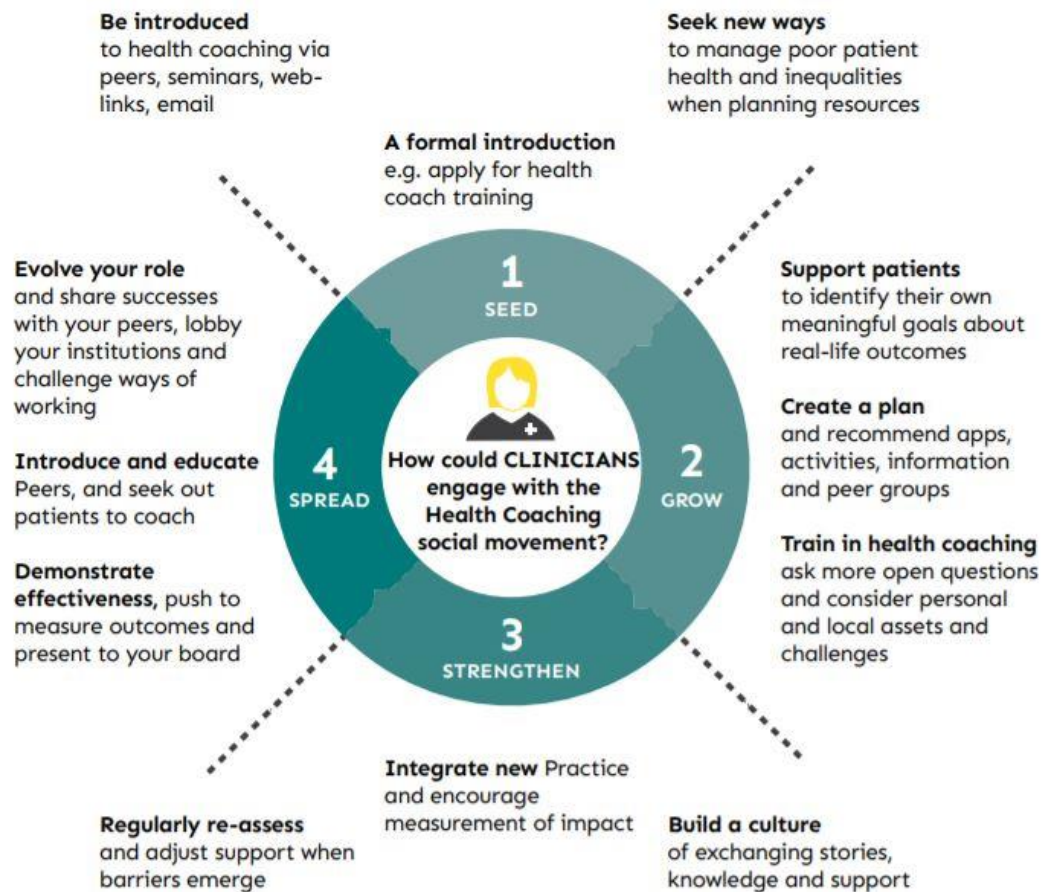 Be introduced
to health coaching via
peers, seminars, web-
links, email
Seek new ways
to manage poor patient
health and inequalities
when planning resources
A formal introduction
e.g. apply for health
coach training
1
SEED
Evolve your role
and share successes
with your peers, lobby
your institutions and
challenge ways of
working
Introduce and educate
Peers, and seek out
patients to coach
Demonstrate
effectiveness, push to
measure outcomes and
present to your board
4
SPREAD
How could CLINICIANS
engage with the
Health Coaching
social movement?
2
GROW
Support patients
to identify their own
meaningful goals about
real-life outcomes
Create a plan
and recommend apps,
activities, information
and peer groups
Train in health coaching
ask more open questions
and consider personal
and local assets and
challenges
3
STRENGTHEN
Integrate new Practice
and encourage
measurement of impact
Regularly re-assess
and adjust support when
barriers emerge
Build a culture
of exchanging stories,
knowledge and support